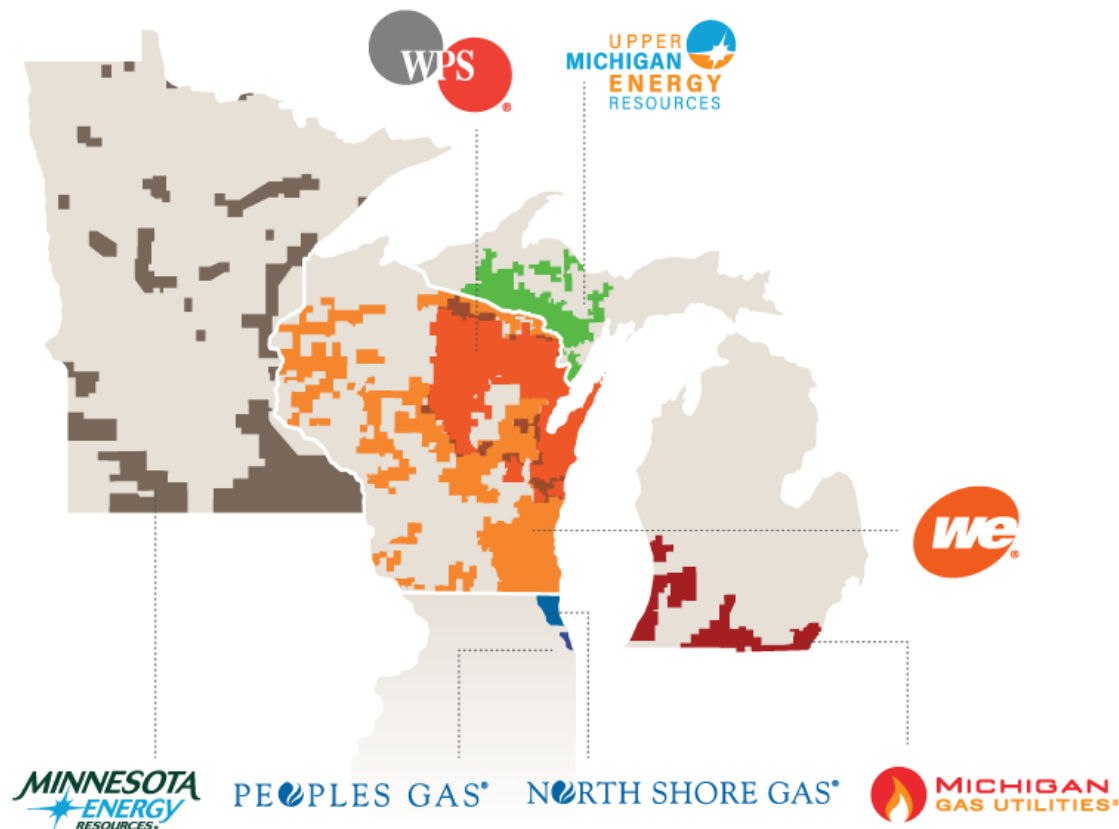 WPS®
UPPER
MICHIGAN
ENERGY
RESOURCES
we®
MINNESOTA
ENERGY
RESOURCES®
PEOPLES GAS®
NORTH SHORE GAS®
MICHIGAN
GAS UTILITIES®